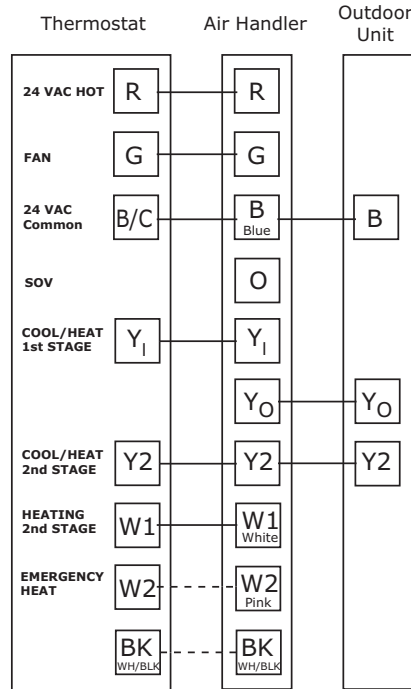 Thermostat Air Handler Outdoor
Unit
24 VAC HOT R R
FAN G G
24 VAC
Common B/C B B
Blue
SOV O
COOL/HEAT
1st STAGE YI YI
YO YO
COOL/HEAT
2nd STAGE Y2 Y2 Y2
HEATING
2nd STAGE W1 W1
White
EMERGENCY
HEAT W2 W2
Pink
BK BK
WH/BLK WH/BLK